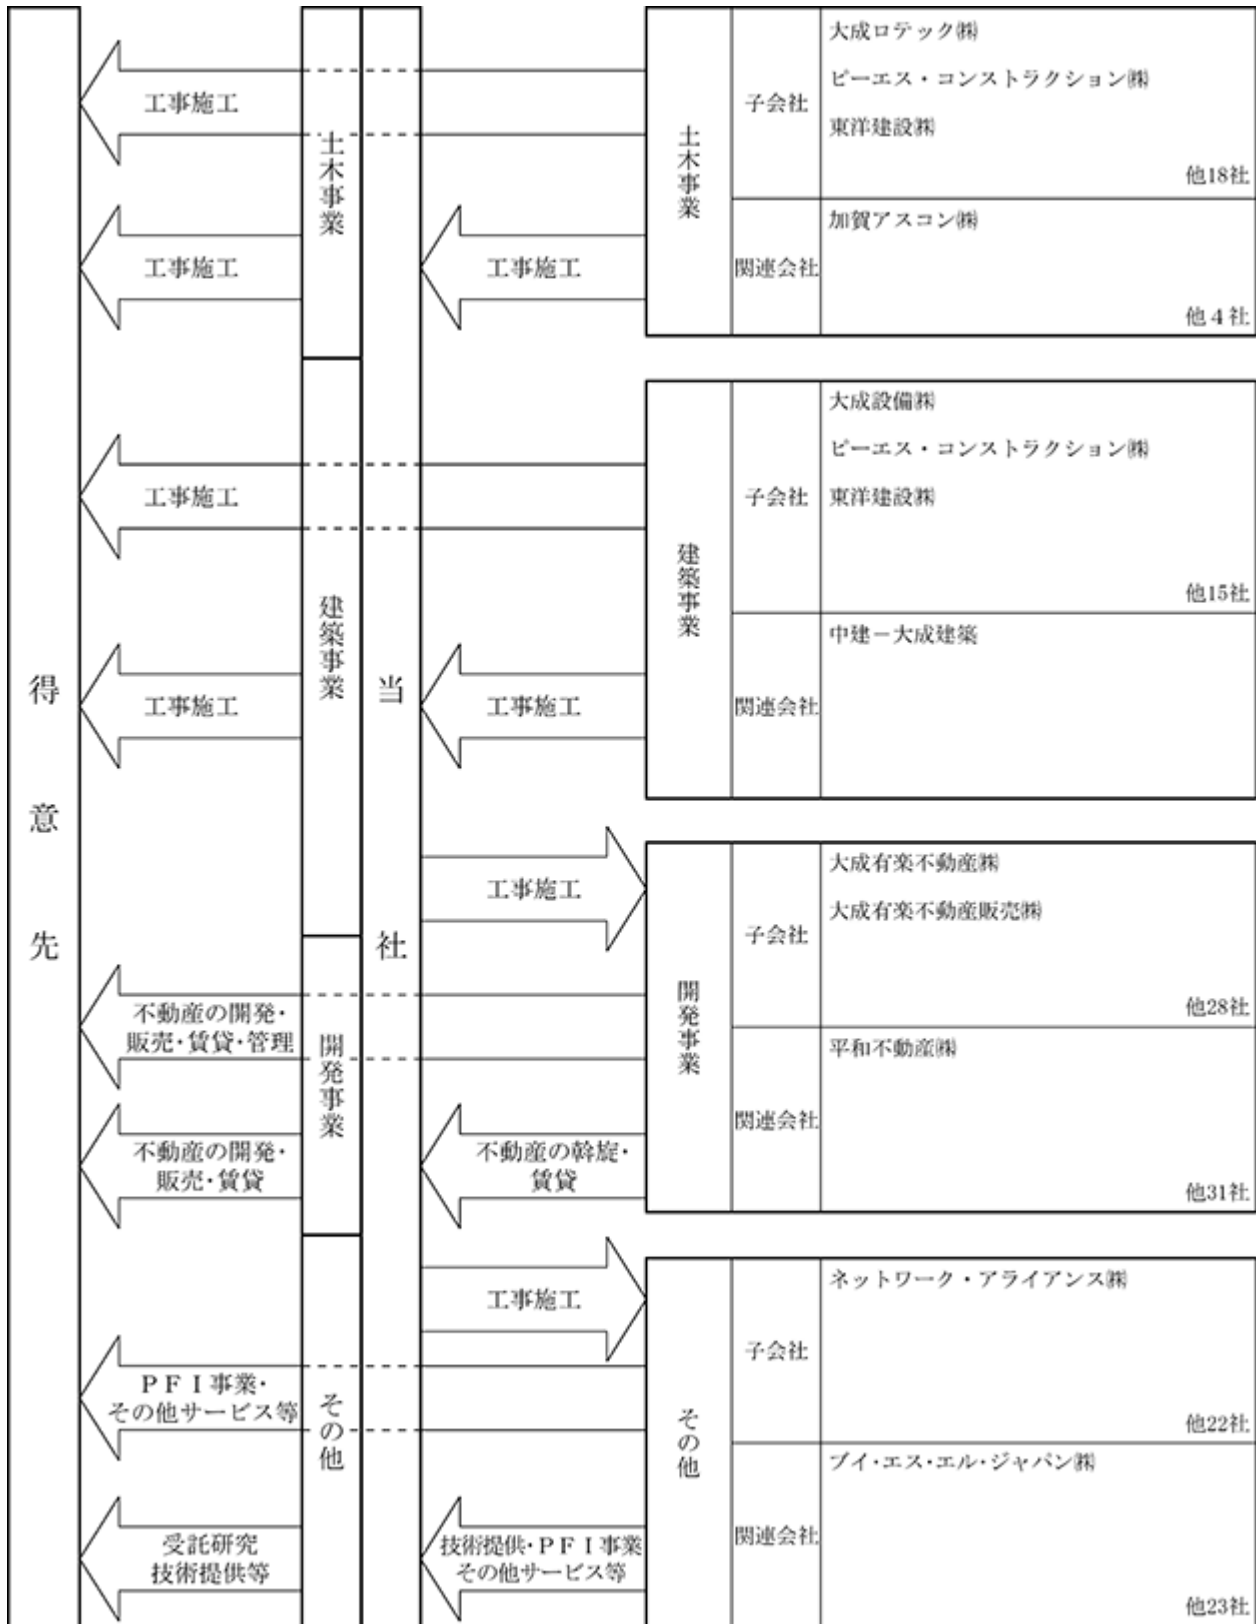 得意先
工事施工
工事施工
工事施工
工事施工
不動産の開発・
販売・賃貸・管理
不動産の開発・
販売・賃貸
ＰＦＩ事業・
その他サービス等
受託研究
技術提供等
土木事業
建築事業
開発事業
その他
当社
工事施工
工事施工
工事施工
不動産の斡旋・
賃貸
工事施工
技術提供・ＰＦＩ事業
その他サービス等
土木事業
子会社
大成ロテック㈱
ピーエス・コンストラクション㈱
東洋建設㈱
他18社
関連会社
加賀アスコン㈱
他４社
建築事業
子会社
大成設備㈱
ピーエス・コンストラクション㈱
東洋建設㈱
他15社
関連会社
中建－大成建築
開発事業
子会社
大成有楽不動産㈱
大成有楽不動産販売㈱
他28社
関連会社
平和不動産㈱
他31社
その他
子会社
ネットワーク・アライアンス㈱
他22社
関連会社
ブイ・エス・エル・ジャパン㈱
他23社